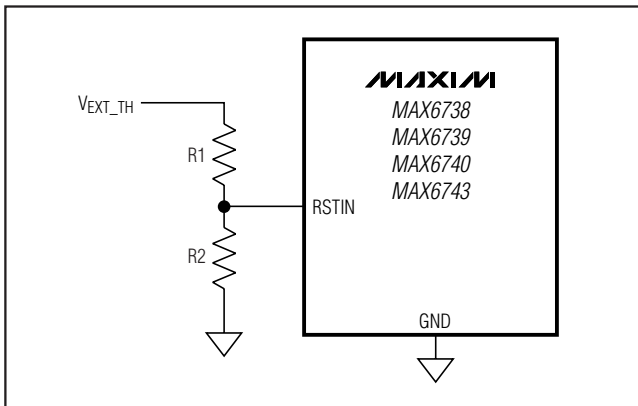 MAXIM
MAX6738
MAX6739
MAX6740
MAX6743
VEXT_TH
R1
RSTIN
R2
GND